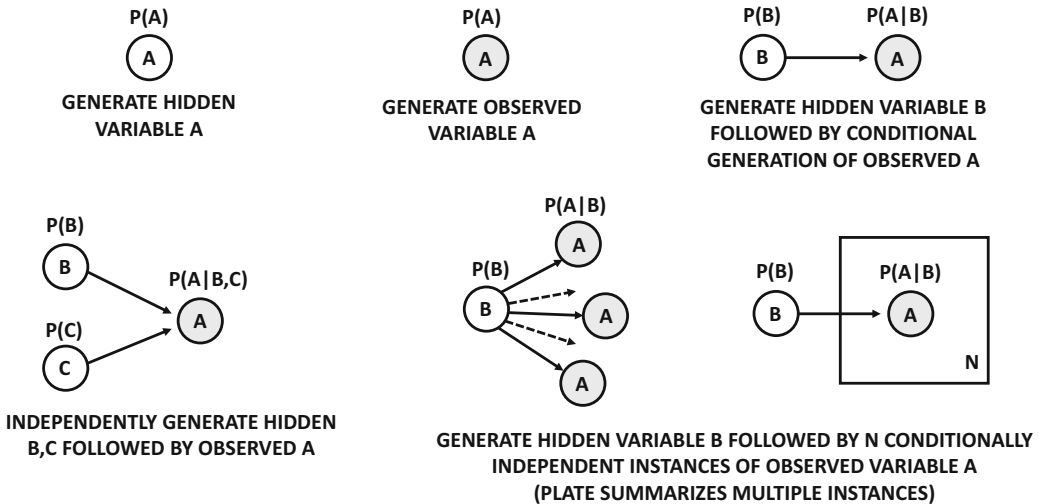 P(A)
A
GENERATE HIDDEN
VARIABLE A
P(A)
A
GENERATE OBSERVED
VARIABLE A
P(B)
P(A|B)
B
A
GENERATE HIDDEN VARIABLE B
FOLLOWED BY CONDITIONAL
GENERATION OF OBSERVED A
P(B)
B
P(A|B,C)
A
P(C)
C
INDEPENDENTLY GENERATE HIDDEN
B,C FOLLOWED BY OBSERVED A
P(A|B)
A
P(B)
B
A
A
P(B)
P(A|B)
B
A
N
GENERATE HIDDEN VARIABLE B FOLLOWED BY N CONDITIONALLY
INDEPENDENT INSTANCES OF OBSERVED VARIABLE A
(PLATE SUMMARIZES MULTIPLE INSTANCES)